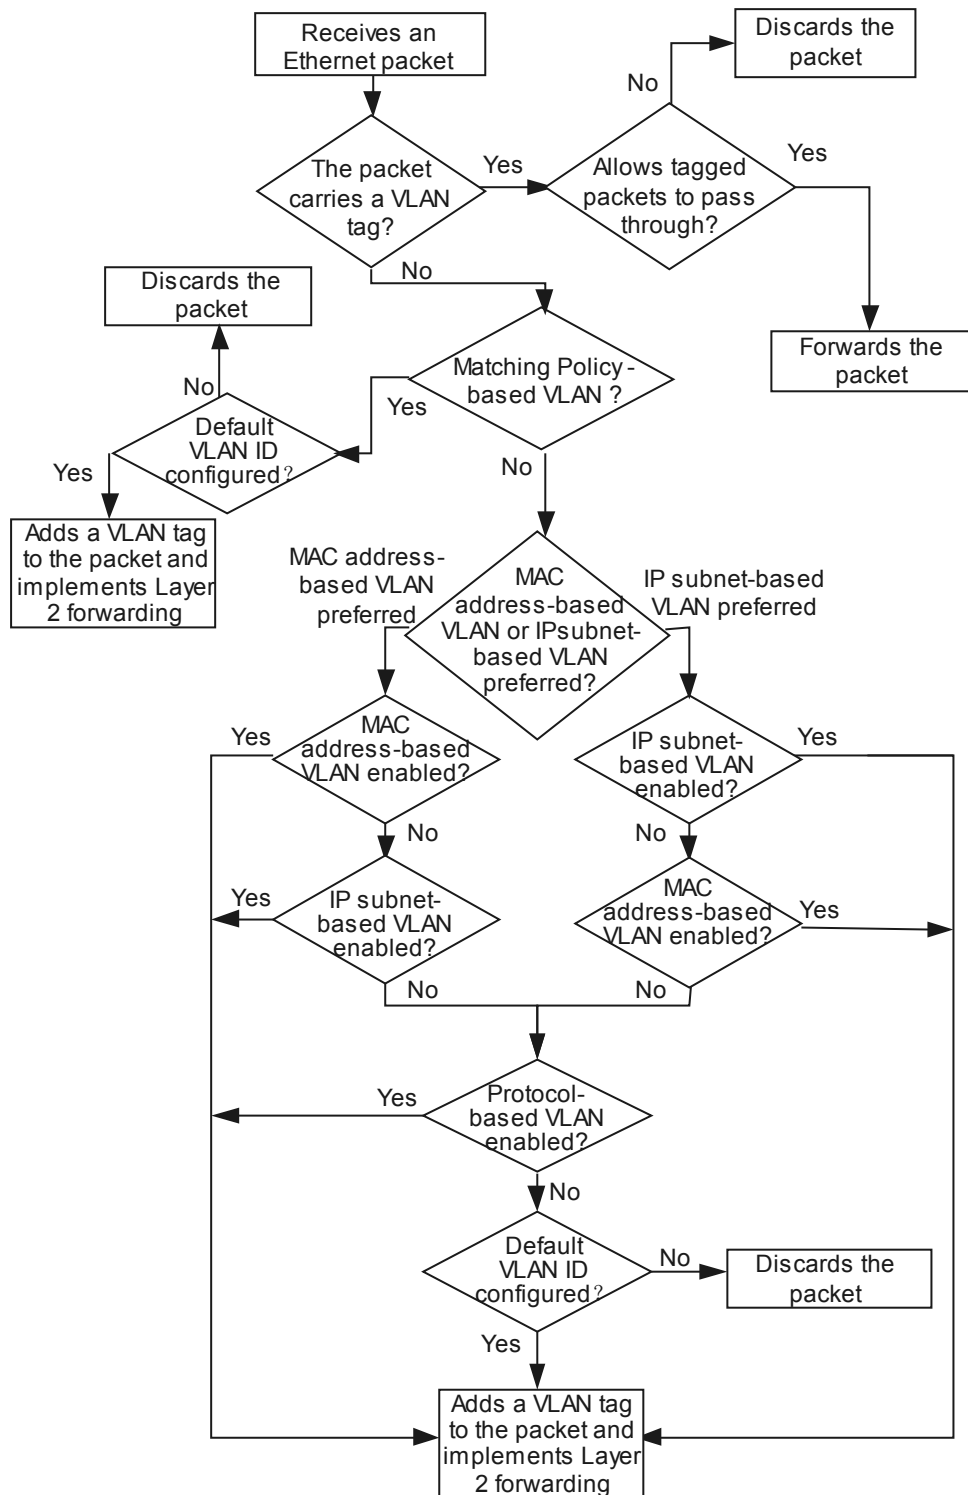 Receives an
Ethernet packet
Discards the
packet
No
The packet
carries a VLAN
tag?
Yes
Allows tagged
packets to pass
through?
Yes
No
Discards the
packet
Forwards the
packet
Matching Policy-
based VLAN ?
No
Yes
Default
VLAN ID
configured?
Yes
No
Adds a VLAN tag
to the packet and
implements Layer
2 forwarding
MAC address-
based VLAN
preferred
MAC
address-based
VLAN or IPsubnet-
based VLAN
preferred?
IP subnet-based
VLAN preferred
Yes
MAC
address-based
VLAN enabled?
IP subnet-
based VLAN
enabled?
Yes
No
No
Yes
IP subnet-
based VLAN
enabled?
MAC
address-based
VLAN enabled?
Yes
No
No
Yes
Protocol-
based VLAN
enabled?
No
Default
VLAN ID
configured?
No
Discards the
packet
Yes
Adds a VLAN tag
to the packet and
implements Layer
2 forwarding